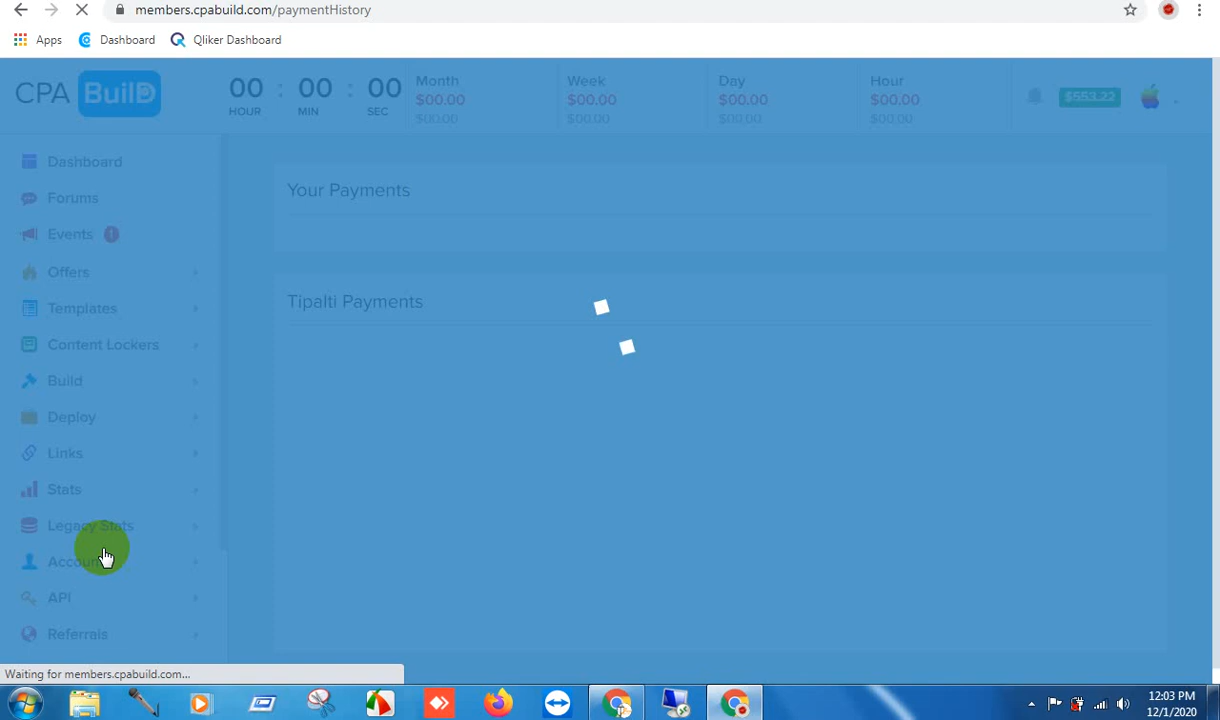 members.cpabuild.com/paymentHistory
Apps Dashboard Qliker Dashboard
CPA BuilD
00 : 00 : 00
HOUR MIN SEC
Month
$00.00
$00.00
Week
$00.00
$00.00
Day
$00.00
$00.00
Hour
$00.00
$00.00
$553.22
Dashboard
Forums
Events
Offers
Templates
Content Lockers
Build
Deploy
Links
Stats
Legacy Stats
Account
API
Referrals
Your Payments
Tipalti Payments
Waiting for members.cpabuild.com...
12:03 PM
12/1/2020